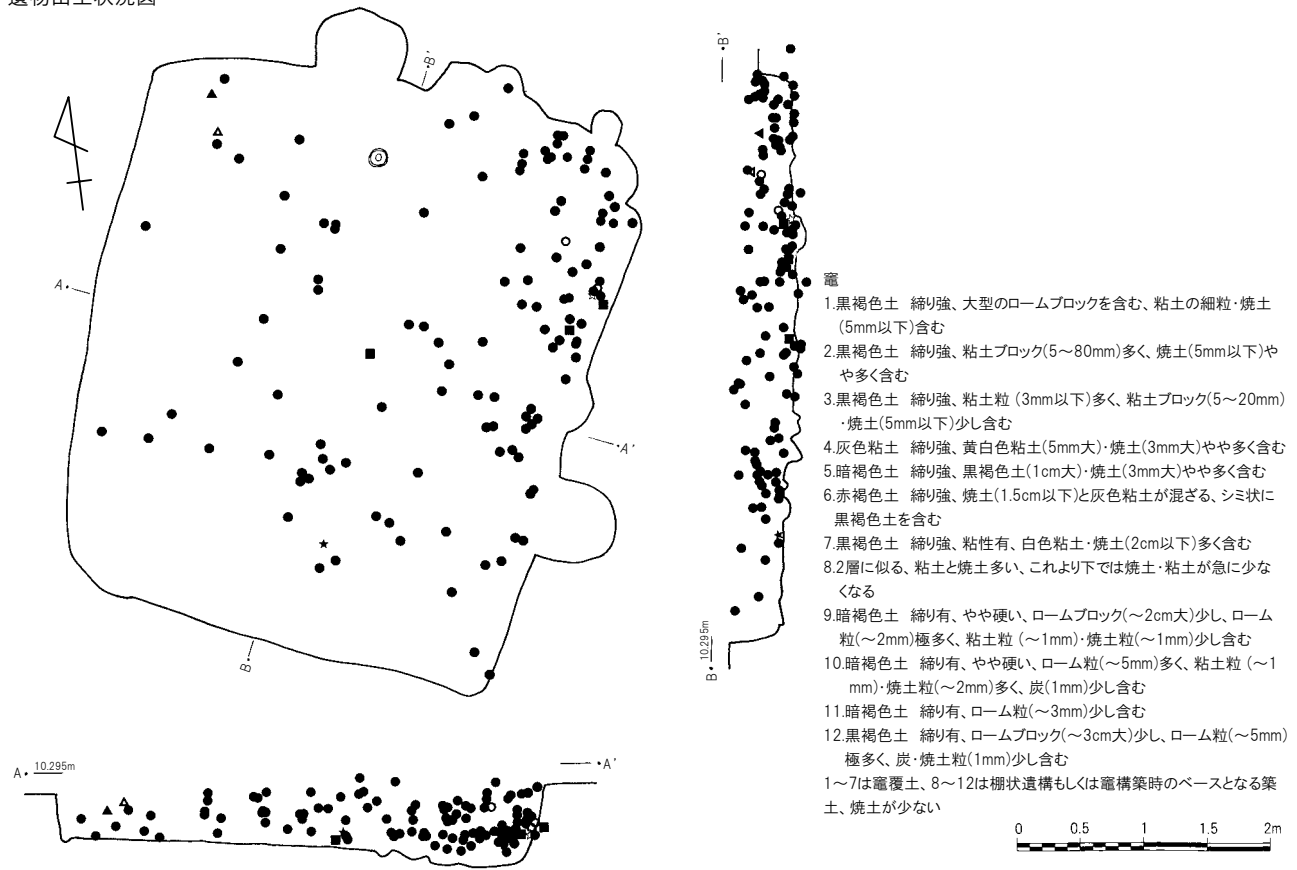 ・B'
・B'
A・
・A'
B・
B・ 10.295m
A・ 10.295m
・A'
竈
1.黒褐色土 締り強、大型のロームブロックを含む、粘土の細粒・焼土
(5mm以下)含む
2.黒褐色土 締り強、粘土ブロック(5～80mm)多く、焼土(5mm以下)や
や多く含む
3.黒褐色土 締り強、粘土粒 (3mm以下)多く、粘土ブロック(5～20mm)
・焼土(5mm以下)少し含む
4.灰色粘土 締り強、黄白色粘土(5mm大)・焼土(3mm大)やや多く含む
5.暗褐色土 締り強、黒褐色土(1cm大)・焼土(3mm大)やや多く含む
6.赤褐色土 締り強、焼土(1.5cm以下)と灰色粘土が混ざる、シミ状に
黒褐色土を含む
7.黒褐色土 締り強、粘性有、白色粘土・焼土(2cm以下)多く含む
8.2層に似る、粘土と焼土多い、これより下では焼土・粘土が急に少な
くなる
9.暗褐色土 締り有、やや硬い、ロームブロック(～2cm大)少し、ローム
粒(～2mm)極多く、粘土粒 (～1mm)・焼土粒(～1mm)少し含む
10.暗褐色土 締り有、やや硬い、ローム粒(～5mm)多く、粘土粒 (～1
mm)・焼土粒(～2mm)多く、炭(1mm)少し含む
11.暗褐色土 締り有、ローム粒(～3mm)少し含む
12.黒褐色土 締り有、ロームブロック(～3cm大)少し、ローム粒(～5mm)
極多く、炭・焼土粒(1mm)少し含む
1～7は竈覆土、8～12は棚状遺構もしくは竈構築時のベースとなる築
土、焼土が少ない
0 0.5 1 1.5 2m